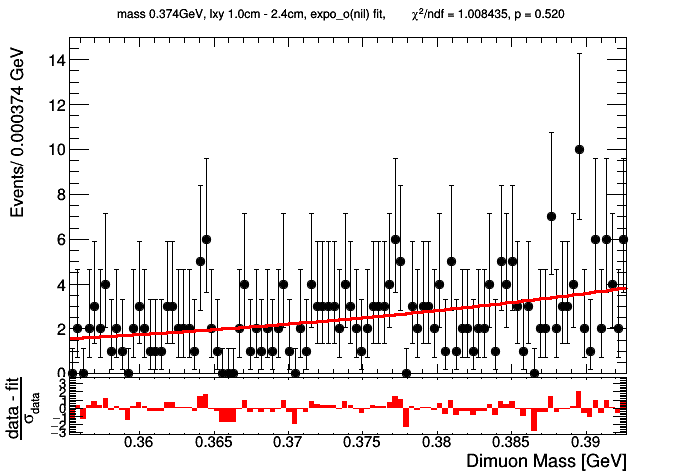 mass 0.374GeV, lxy 1.0cm - 2.4cm, expo_o(nil) fit, χ²/ndf = 1.008435, p = 0.520
Events/ 0.000374 GeV
14
12
10
8
6
4
2
0
data - fit
σdata
3
2
1
0
−1
−2
−3
0.36 0.365 0.37 0.375 0.38 0.385 0.39
Dimuon Mass [GeV]